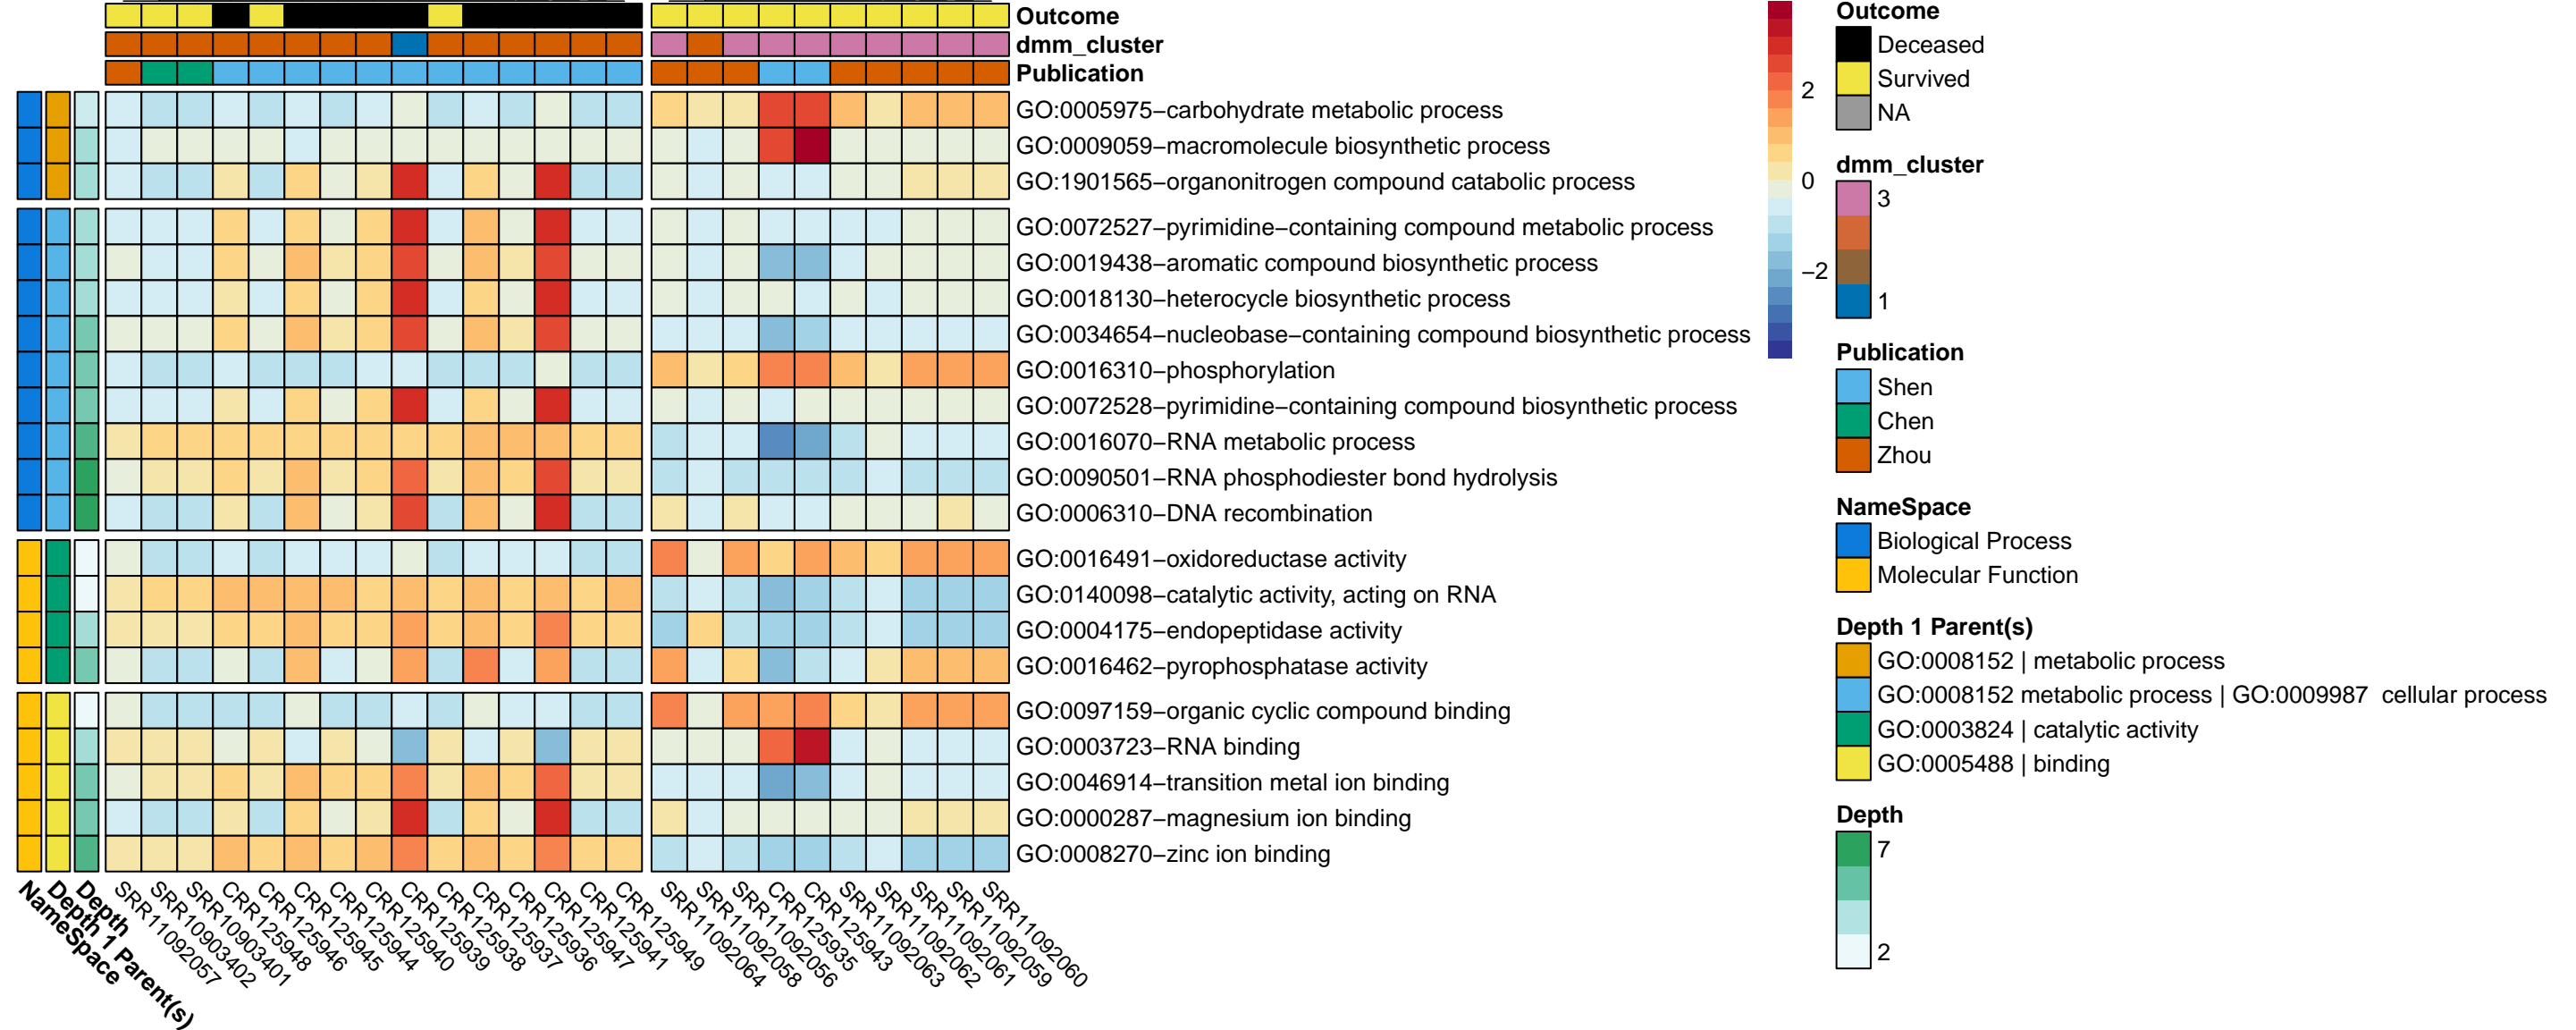 Outcome
dmm_cluster
Publication
GO:0005975−carbohydrate metabolic process
GO:0009059−macromolecule biosynthetic process
GO:1901565−organonitrogen compound catabolic process
GO:0072527−pyrimidine−containing compound metabolic process
GO:0019438−aromatic compound biosynthetic process
GO:0018130−heterocycle biosynthetic process
GO:0034654−nucleobase−containing compound biosynthetic process
GO:0016310−phosphorylation
GO:0072528−pyrimidine−containing compound biosynthetic process
GO:0016070−RNA metabolic process
GO:0090501−RNA phosphodiester bond hydrolysis
GO:0006310−DNA recombination
GO:0016491−oxidoreductase activity
GO:0140098−catalytic activity, acting on RNA
GO:0004175−endopeptidase activity
GO:0016462−pyrophosphatase activity
GO:0097159−organic cyclic compound binding
GO:0003723−RNA binding
GO:0046914−transition metal ion binding
GO:0000287−magnesium ion binding
GO:0008270−zinc ion binding
NameSpace
Depth 1 Parent(s)
Depth
SRR11092057
SRR10903402
SRR10903401
CRR125948
CRR125946
CRR125945
CRR125944
CRR125940
CRR125939
CRR125938
CRR125937
CRR125936
CRR125947
CRR125941
CRR125949
SRR11092064
SRR11092058
SRR11092056
CRR125935
CRR125943
SRR11092063
SRR11092062
SRR11092061
SRR11092059
SRR11092060
2
0
−2
Outcome
Deceased
Survived
NA
dmm_cluster
3
1
Publication
Shen
Chen
Zhou
NameSpace
Biological Process
Molecular Function
Depth 1 Parent(s)
GO:0008152 | metabolic process
GO:0008152 metabolic process | GO:0009987  cellular process
GO:0003824 | catalytic activity
GO:0005488 | binding
Depth
7
2